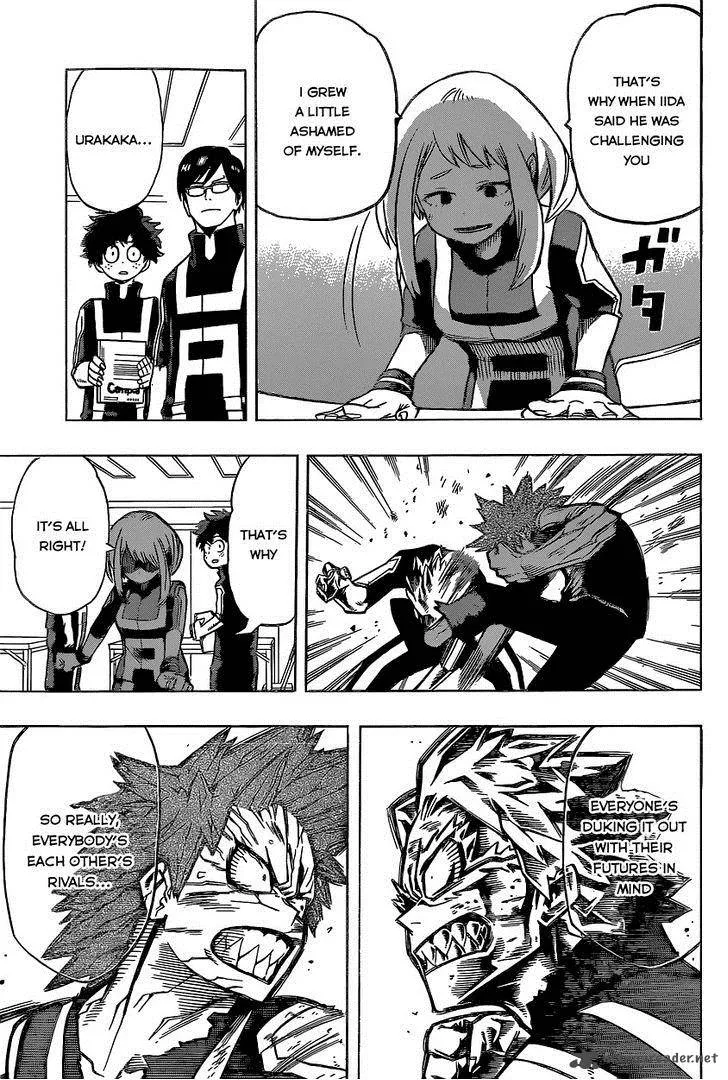 THAT'S
WHY WHEN IIDA
SAID HE WAS
CHALLENGING
YOU
I GREW
A LITTLE
ASHAMED
OF MYSELF.
ガタ
URAKAKA...
Campus
THAT'S
WHY
IT'S ALL
RIGHT!
EVERYONE'S
DUKING IT OUT
WITH THEIR
FUTURES IN
MIND
SO REALLY,
EVERYBODY'S
EACH OTHER'S
RIVALS...